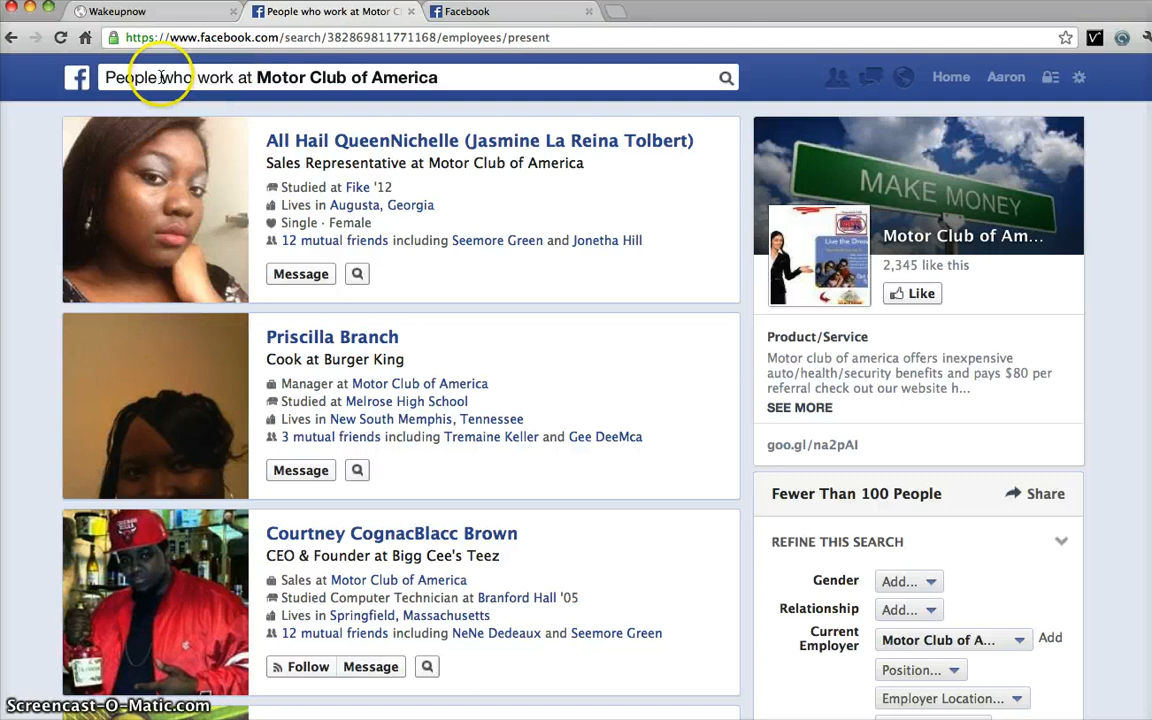 Wakeupnow
People who work at Motor C
Facebook
https://www.facebook.com/search/382869811771168/employees/present
People who work at Motor Club of America
Home
Aaron
All Hail QueenNichelle (Jasmine La Reina Tolbert)
Sales Representative at Motor Club of America
Studied at Fike '12
Lives in Augusta, Georgia
Single · Female
12 mutual friends including Seemore Green and Jonetha Hill
Message
Priscilla Branch
Cook at Burger King
Manager at Motor Club of America
Studied at Melrose High School
Lives in New South Memphis, Tennessee
3 mutual friends including Tremaine Keller and Gee DeeMca
Message
Courtney CognacBlacc Brown
CEO & Founder at Bigg Cee's Teez
Sales at Motor Club of America
Studied Computer Technician at Branford Hall '05
Lives in Springfield, Massachusetts
12 mutual friends including NeNe Dedeaux and Seemore Green
Follow
Message
MAKE MONEY
Live the Dream
Motor Club of Am...
2,345 like this
Like
Product/Service
Motor club of america offers inexpensive
auto/health/security benefits and pays $80 per
referral check out our website h...
SEE MORE
goo.gl/na2pAI
Fewer Than 100 People
Share
REFINE THIS SEARCH
Gender
Add...
Relationship
Add...
Current
Employer
Motor Club of A...
Add
Position...
Employer Location...
Screencast-O-Matic.com